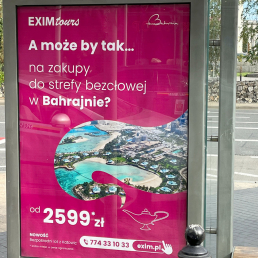 EXIMtours
A może by tak...
na zakupy
do strefy bezcłowej
w Bahrajnie?
od 2599*zł
NOWOŚĆ
774 33 10 33 exim.pl